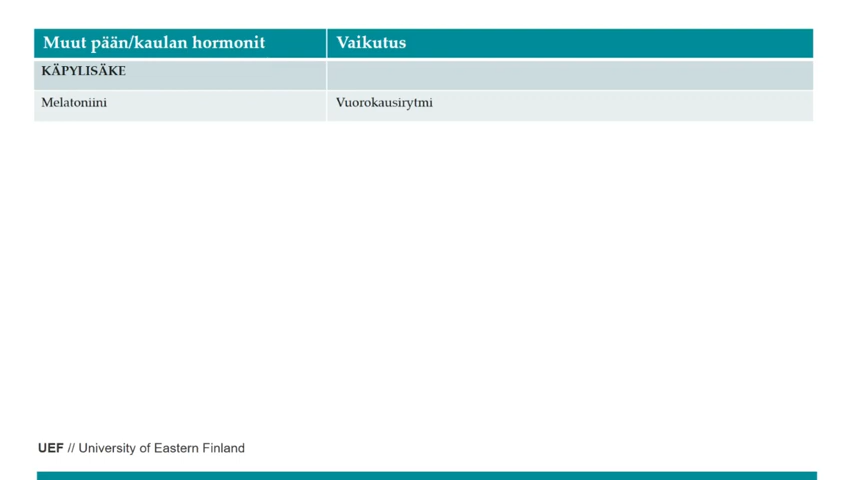 Muut pään/kaulan hormonit Vaikutus
KÄPYLISÄKE
Melatoniini Vuorokausirytmi
UEF // University of Eastern Finland